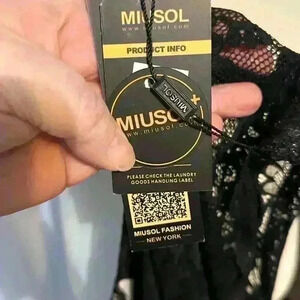 MIUSOL
www.miusol.com
PRODUCT INFO
MIUSOL
MIUSOL
www.miusol.com
PLEASE CHECK THE LAUNDRY
GOODS HANDLING LABEL
MIUSOL FASHION
NEW YORK